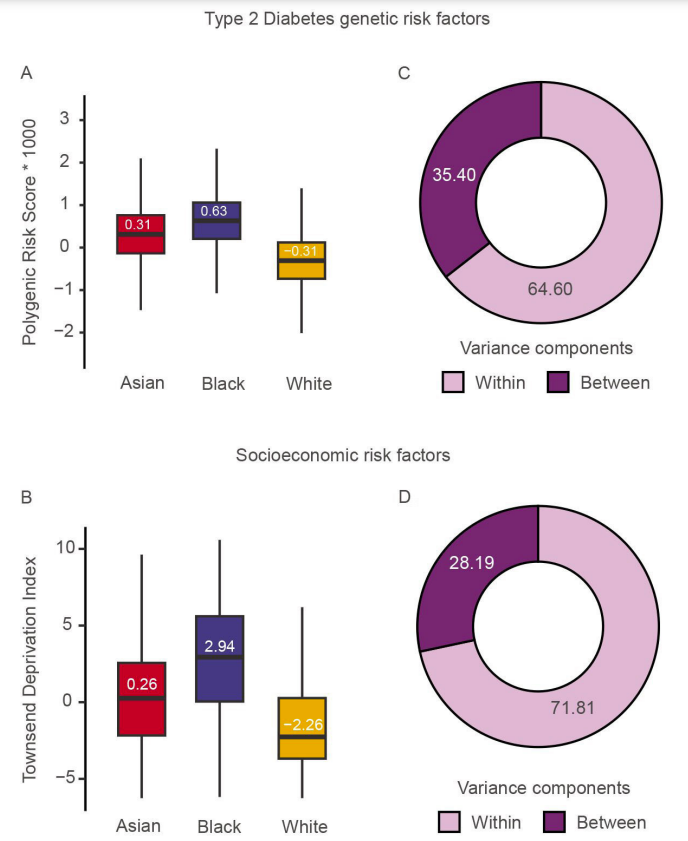 Type 2 Diabetes genetic risk factors
A
C
Polygenic Risk Score * 1000
3
2
1
0
−1
−2
0.31
0.63
−0.31
Asian Black White
35.40
64.60
Variance components
Within Between
Socioeconomic risk factors
B
D
Townsend Deprivation Index
10
5
0
−5
0.26
2.94
−2.26
Asian Black White
28.19
71.81
Variance components
Within Between